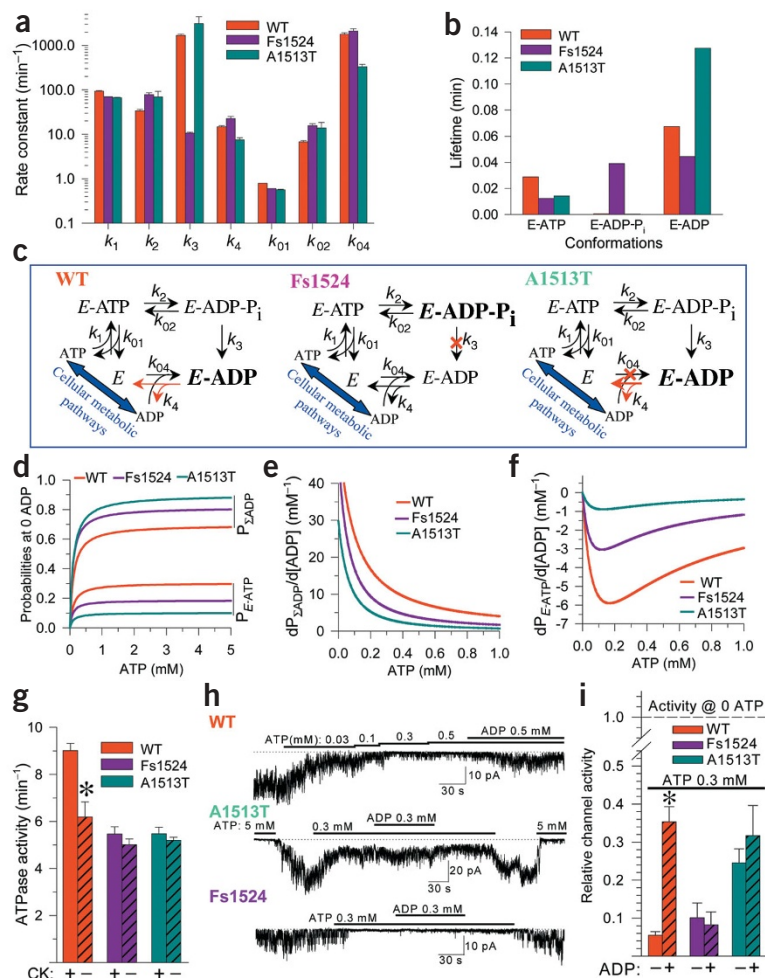 a
Rate constant (min−1)
1000.0
100.0
10.0
1.0
0.1
WT
Fs1524
A1513T
k1
k2
k3
k4
k01
k02
k04
b
Lifetime (min)
0.14
0.12
0.10
0.08
0.06
0.04
0.02
0.00
WT
Fs1524
A1513T
E-ATP
E-ADP-Pi
E-ADP
Conformations
c
WT
E-ATP
k2
k02
E-ADP-Pi
k1
k01
k3
ATP
E
k04
E-ADP
k4
ADP
Cellular metabolic
pathways
Fs1524
E-ATP
k2
k02
E-ADP-Pi
k1
k01
k3
ATP
E
k04
E-ADP
k4
ADP
Cellular metabolic
pathways
A1513T
E-ATP
k2
k02
E-ADP-Pi
k1
k01
k3
ATP
E
k04
E-ADP
k4
ADP
Cellular metabolic
pathways
d
Probabilities at 0 ADP
1.0
0.8
0.6
0.4
0.2
0.0
WT Fs1524 A1513T
PΣADP
PE-ATP
0 1 2 3 4 5
ATP (mM)
e
dPΣADP/d[ADP] (mM−1)
40
30
20
10
0
WT
Fs1524
A1513T
0.0 0.2 0.4 0.6 0.8 1.0
ATP (mM)
f
dPE-ATP/d[ADP] (mM−1)
0
-1
-2
-3
-4
-5
-6
-7
WT
Fs1524
A1513T
0.0 0.2 0.4 0.6 0.8 1.0
ATP (mM)
g
ATPase activity (min−1)
10
8
6
4
2
WT
Fs1524
A1513T
*
CK: + − + − + −
h
WT
ATP(mM): 0.03 0.1 0.3 0.5 ADP 0.5 mM
10 pA
30 s
A1513T
ATP: 5 mM 0.3 mM ADP 0.3 mM 5 mM
20 pA
30 s
Fs1524
ATP 0.3 mM ADP 0.3 mM
10 pA
30 s
i
Relative channel activity
Activity @ 0 ATP
1.0
0.5
0.4
0.3
0.2
0.1
WT
Fs1524
A1513T
ATP 0.3 mM
*
ADP: − + − + − +